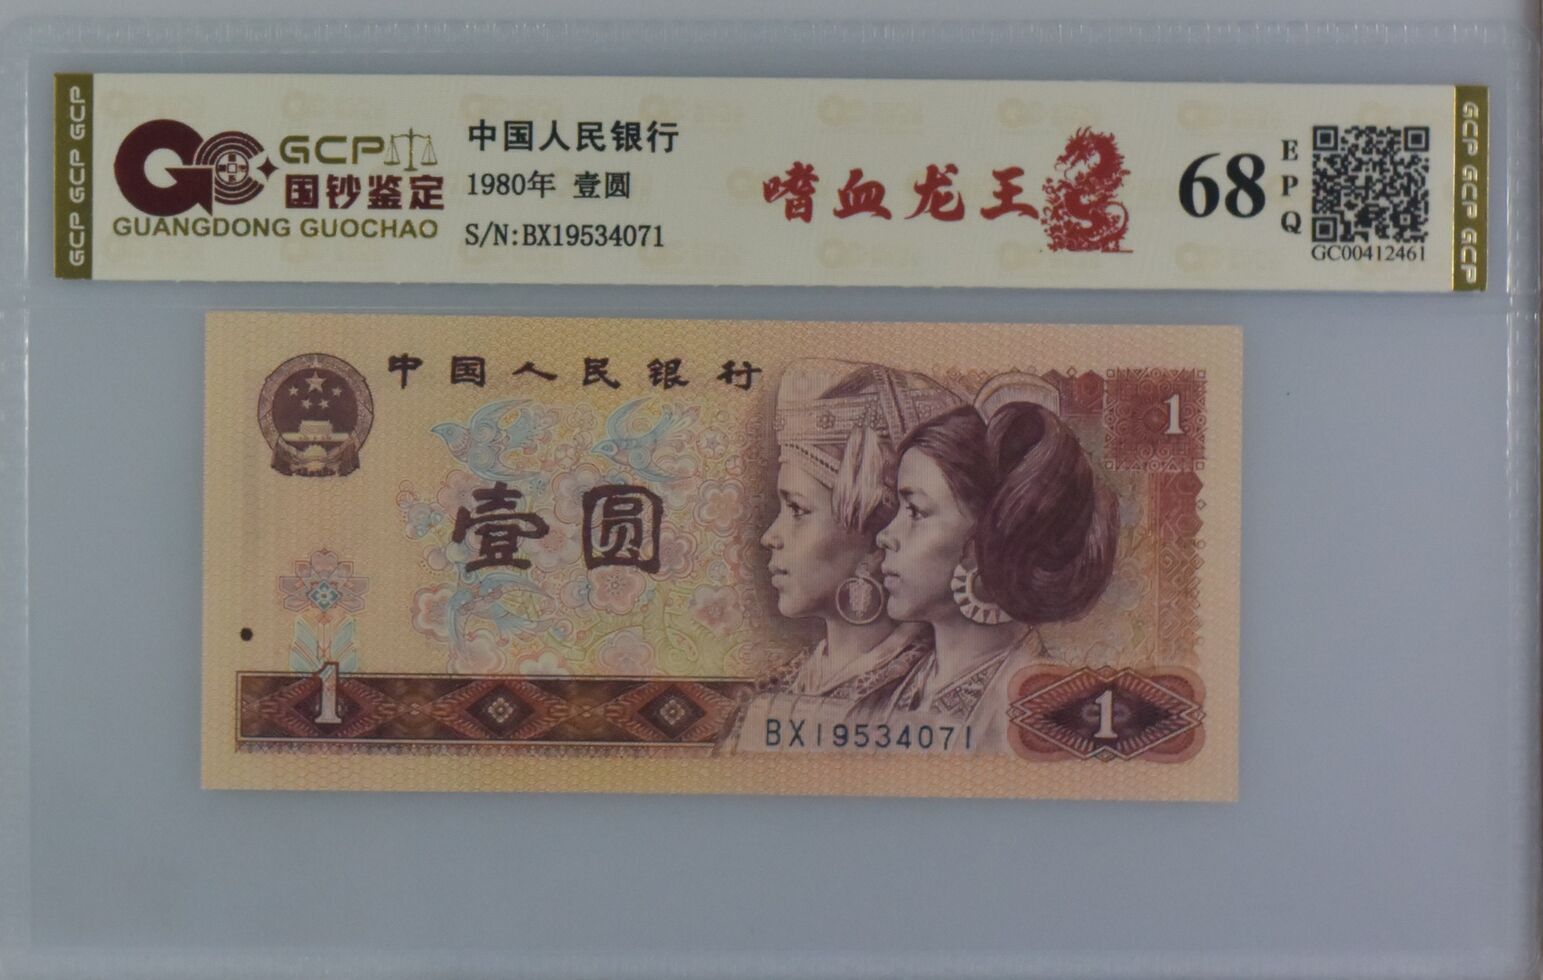 GCP GCP GCP
GCP
国钞鉴定
GUANGDONG GUOCHAO
中国人民银行
1980年 壹圆
S/N:BX19534071
嗜血龙王
68
EPQ
GC00412461
GCP GCP GCP
中国人民银行
1
壹圆
1
BX19534071
1